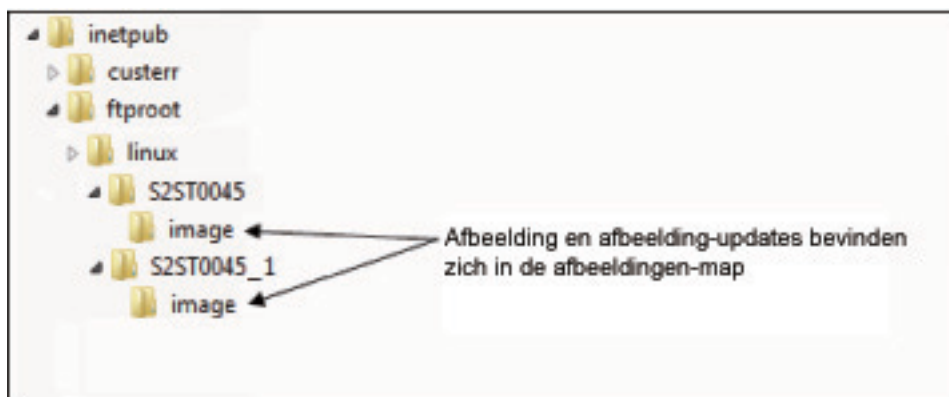 inetpub
custerr
ftproot
linux
S2ST0045
image
S2ST0045_1
image
Afbeelding en afbeelding-updates bevinden
zich in de afbeeldingen-map